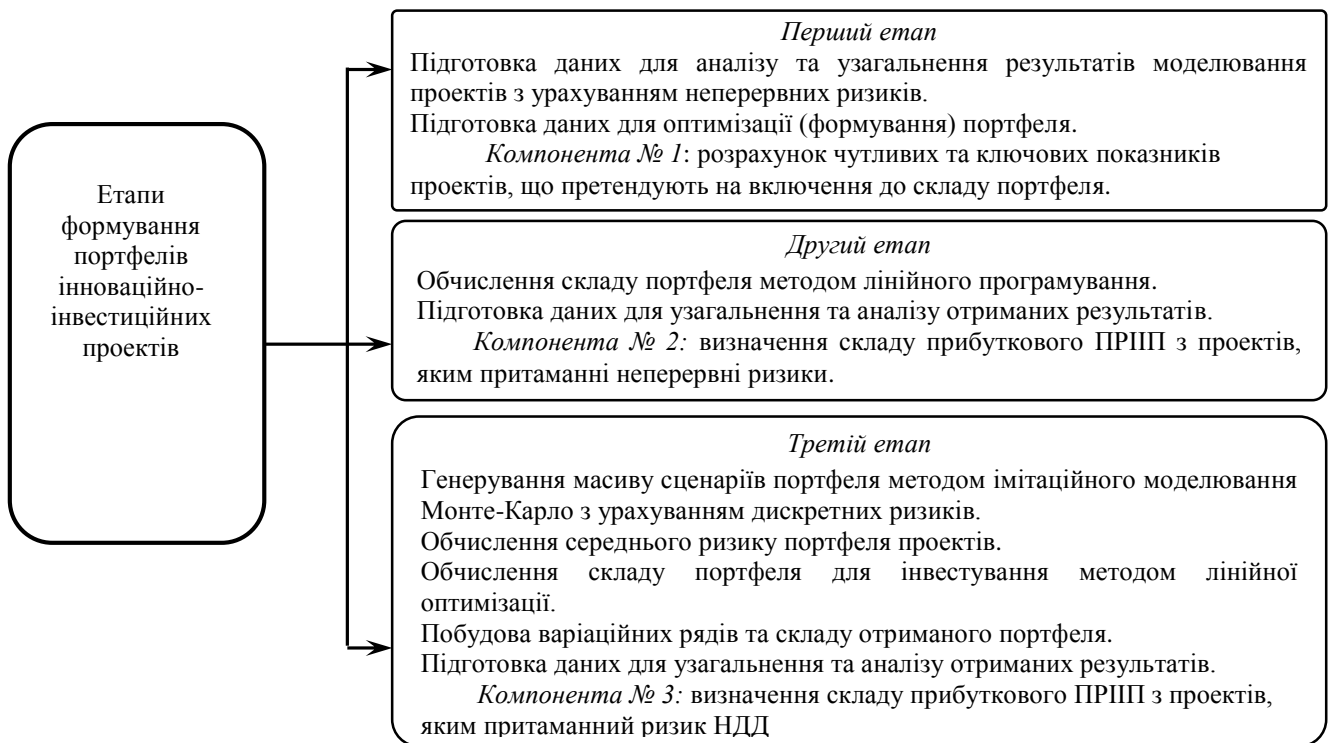 Етапи
формування
портфелів
інноваційно-
інвестиційних
проектів
Перший етап
Підготовка даних для аналізу та узагальнення результатів моделювання
проектів з урахуванням неперервних ризиків.
Підготовка даних для оптимізації (формування) портфеля.
Компонента № 1: розрахунок чутливих та ключових показників
проектів, що претендують на включення до складу портфеля.
Другий етап
Обчислення складу портфеля методом лінійного програмування.
Підготовка даних для узагальнення та аналізу отриманих результатів.
Компонента № 2: визначення складу прибуткового ПРІІП з проектів,
яким притаманні неперервні ризики.
Третій етап
Генерування масиву сценаріїв портфеля методом імітаційного моделювання
Монте-Карло з урахуванням дискретних ризиків.
Обчислення середнього ризику портфеля проектів.
Обчислення складу портфеля для інвестування методом лінійної
оптимізації.
Побудова варіаційних рядів та складу отриманого портфеля.
Підготовка даних для узагальнення та аналізу отриманих результатів.
Компонента № 3: визначення складу прибуткового ПРІІП з проектів,
яким притаманний ризик НДД